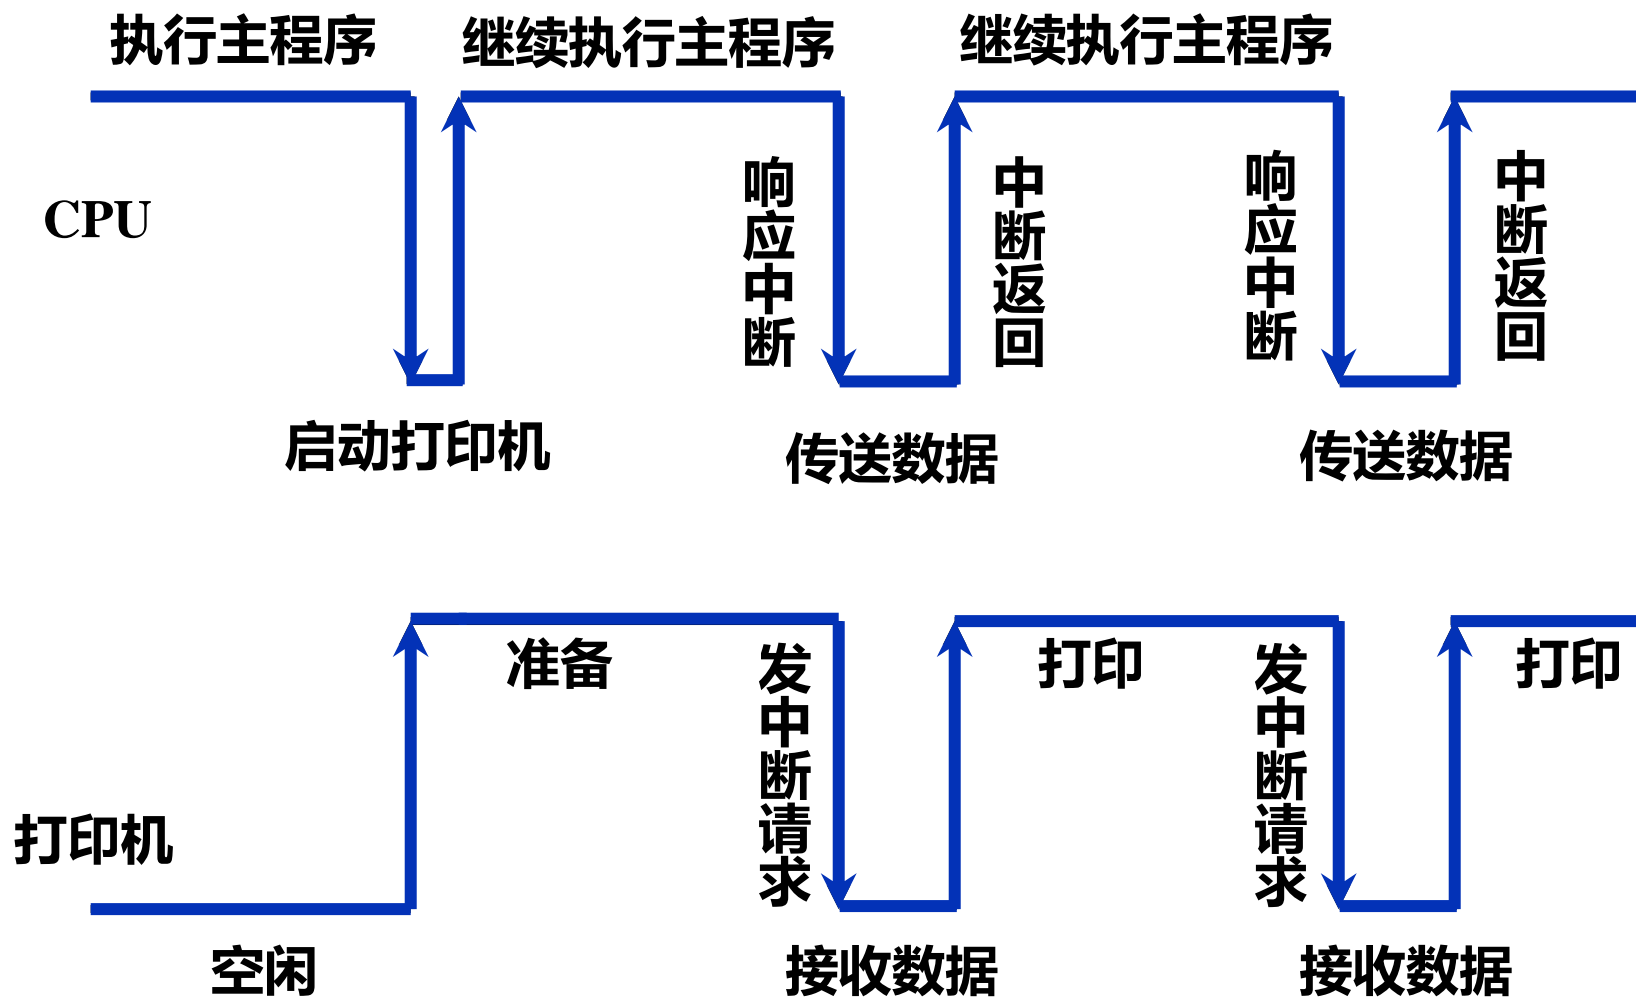 执行主程序
继续执行主程序
继续执行主程序
CPU
响应中断
中断返回
响应中断
中断返回
启动打印机
传送数据
传送数据
准备
发中断请求
打印
发中断请求
打印
打印机
空闲
接收数据
接收数据